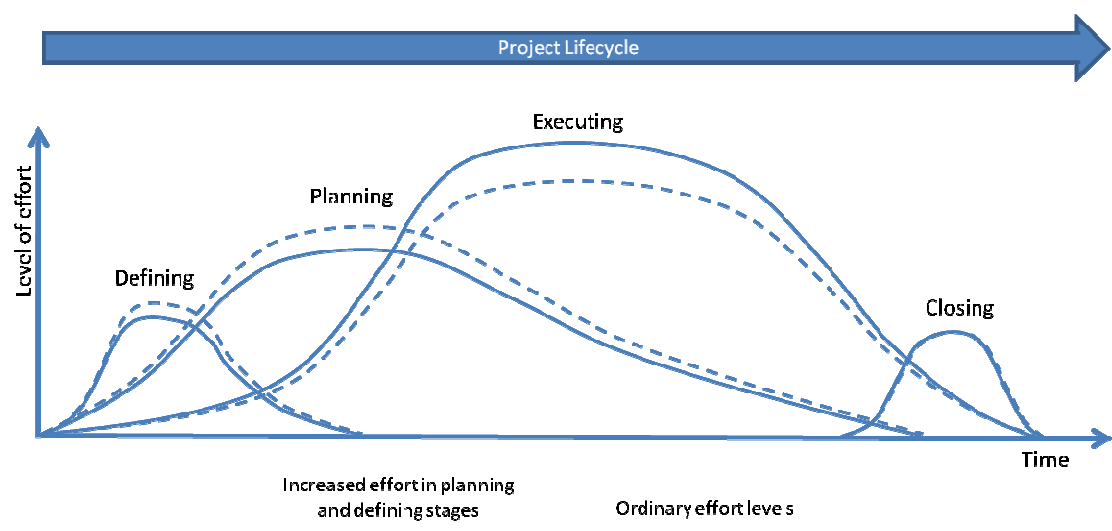 Project Lifecycle
Executing
Planning
Defining
Closing
Level of effort
Time
Increased effort in planning
and defining stages
Ordinary effort levels